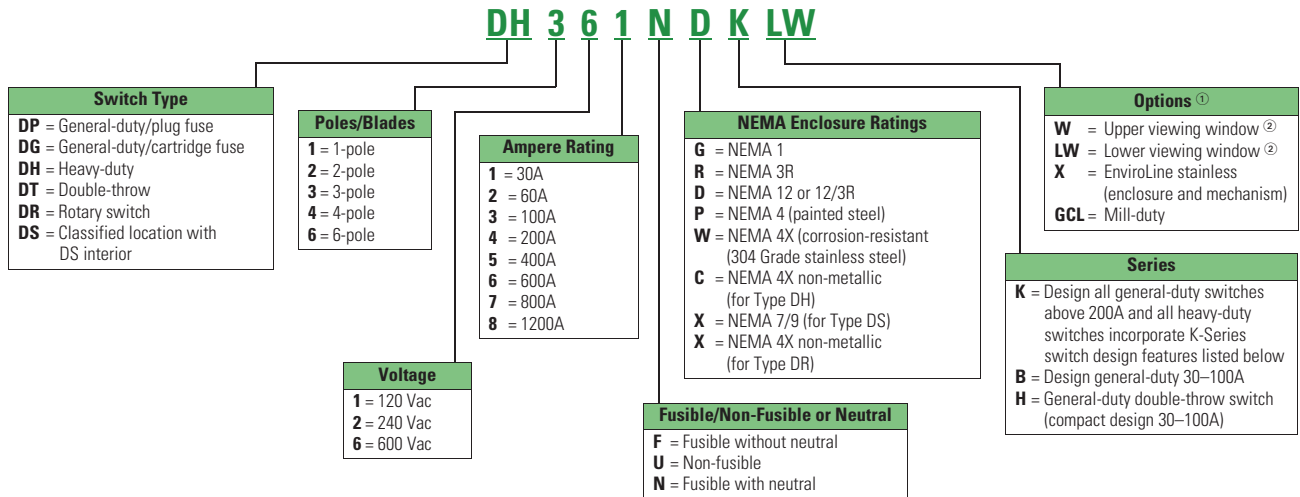 DH 3 6 1 N D K LW
Switch Type
DP = General-duty/plug fuse
DG = General-duty/cartridge fuse
DH = Heavy-duty
DT = Double-throw
DR = Rotary switch
DS = Classified location with
DS interior
Poles/Blades
1 = 1-pole
2 = 2-pole
3 = 3-pole
4 = 4-pole
6 = 6-pole
Voltage
1 = 120 Vac
2 = 240 Vac
6 = 600 Vac
Ampere Rating
1 = 30A
2 = 60A
3 = 100A
4 = 200A
5 = 400A
6 = 600A
7 = 800A
8 = 1200A
Fusible/Non-Fusible or Neutral
F = Fusible without neutral
U = Non-fusible
N = Fusible with neutral
NEMA Enclosure Ratings
G = NEMA 1
R = NEMA 3R
D = NEMA 12 or 12/3R
P = NEMA 4 (painted steel)
W = NEMA 4X (corrosion-resistant
(304 Grade stainless steel)
C = NEMA 4X non-metallic
(for Type DH)
X = NEMA 7/9 (for Type DS)
X = NEMA 4X non-metallic
(for Type DR)
Options ①
W = Upper viewing window ②
LW = Lower viewing window ②
X = EnviroLine stainless
(enclosure and mechanism)
GCL = Mill-duty
Series
K = Design all general-duty switches
above 200A and all heavy-duty
switches incorporate K-Series
switch design features listed below
B = Design general-duty 30–100A
H = General-duty double-throw switch
(compact design 30–100A)